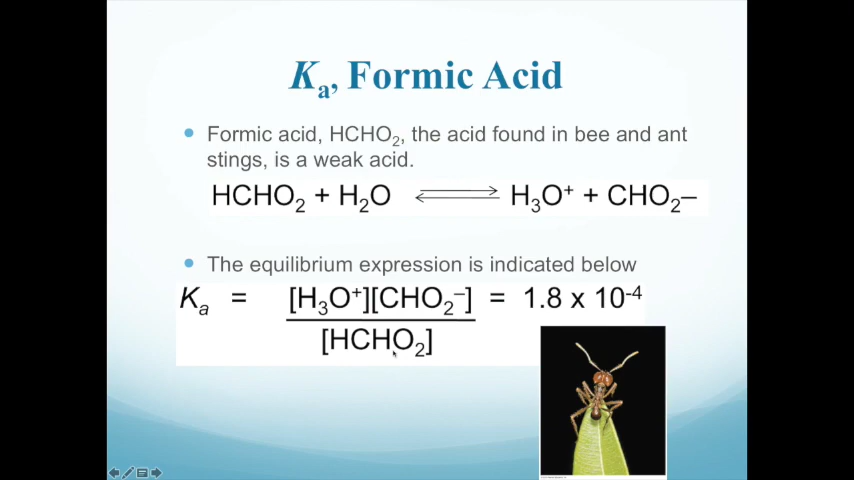 Kₐ, Formic Acid
Formic acid, HCHO₂, the acid found in bee and ant
stings, is a weak acid.
HCHO₂ + H₂O ⇌ H₃O⁺ + CHO₂–
The equilibrium expression is indicated below
Kₐ = [H₃O⁺][CHO₂⁻] = 1.8 x 10⁻⁴
[HCHO₂]